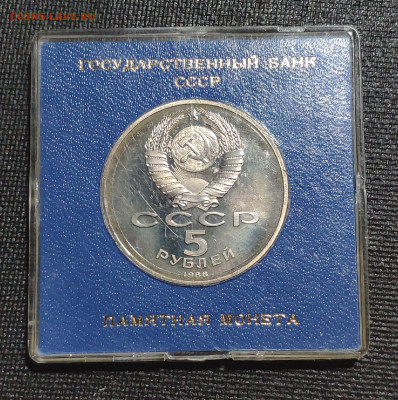 ГОСУДАРСТВЕННЫЙ БАНК
СССР
СССР
5
РУБЛЕЙ
1988
ПАМЯТНАЯ МОНЕТА